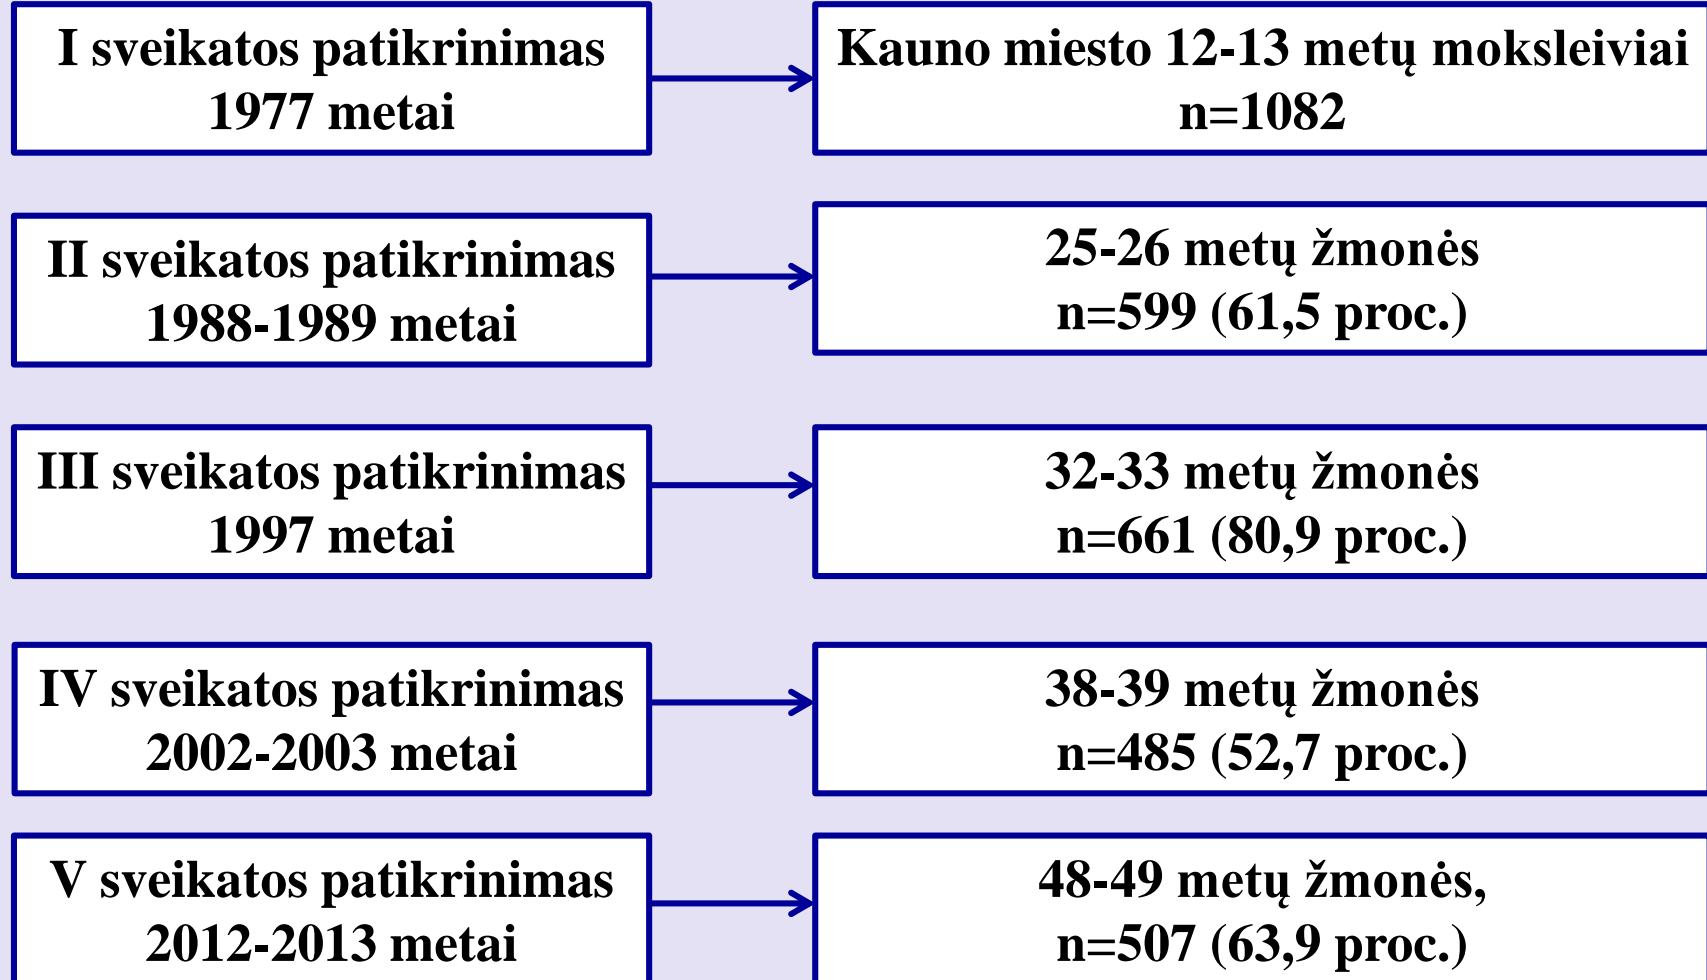 I sveikatos patikrinimas
1977 metai
Kauno miesto 12-13 metų moksleiviai
n=1082
II sveikatos patikrinimas
1988-1989 metai
25-26 metų žmonės
n=599 (61,5 proc.)
III sveikatos patikrinimas
1997 metai
32-33 metų žmonės
n=661 (80,9 proc.)
IV sveikatos patikrinimas
2002-2003 metai
38-39 metų žmonės
n=485 (52,7 proc.)
V sveikatos patikrinimas
2012-2013 metai
48-49 metų žmonės,
n=507 (63,9 proc.)